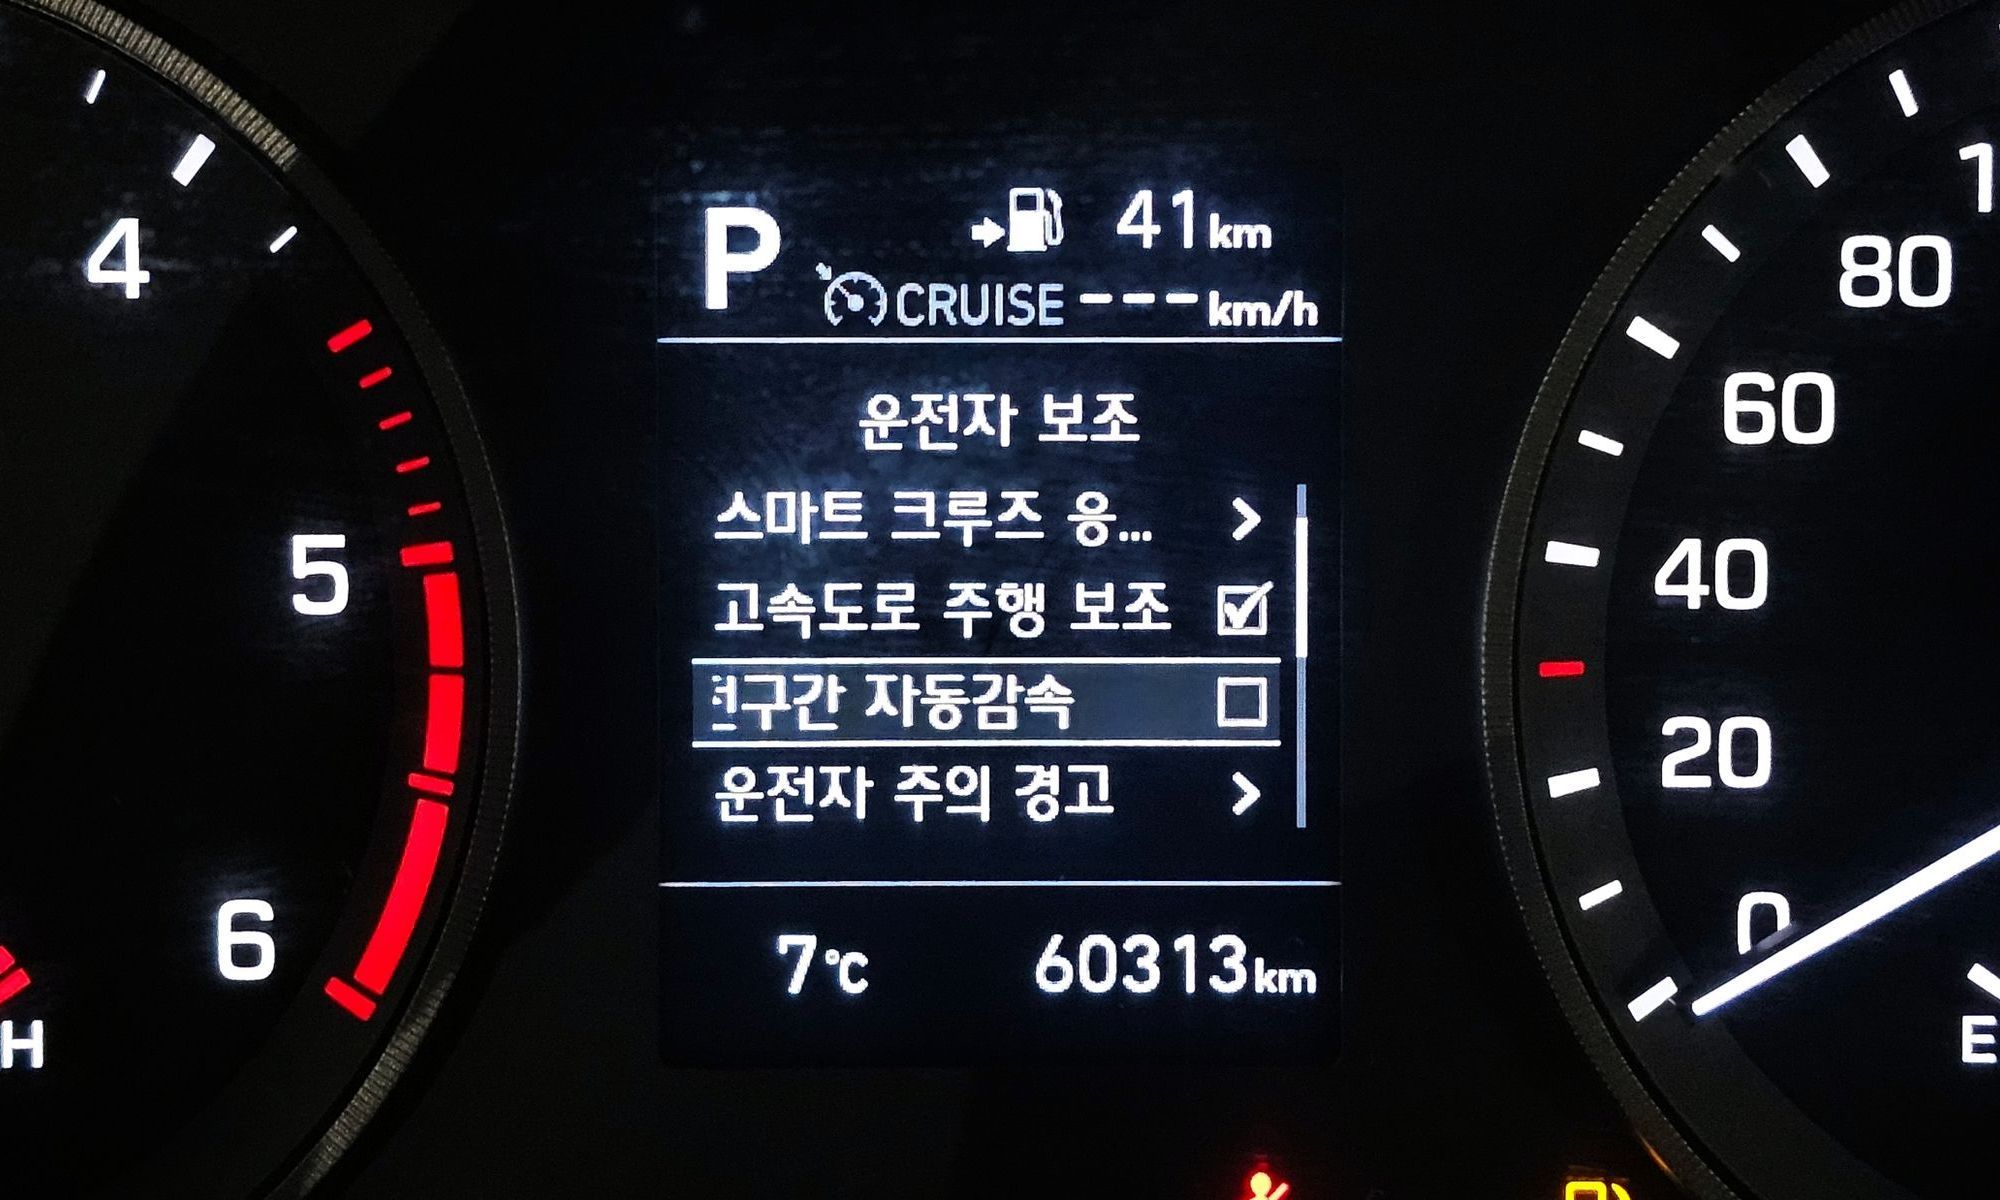 P 41km
CRUISE ---km/h
운전자 보조
스마트 크루즈 응...
고속도로 주행 보조
구간 자동감속
운전자 주의 경고
7℃ 60313km
4
5
6
H
80
60
40
20
0
E